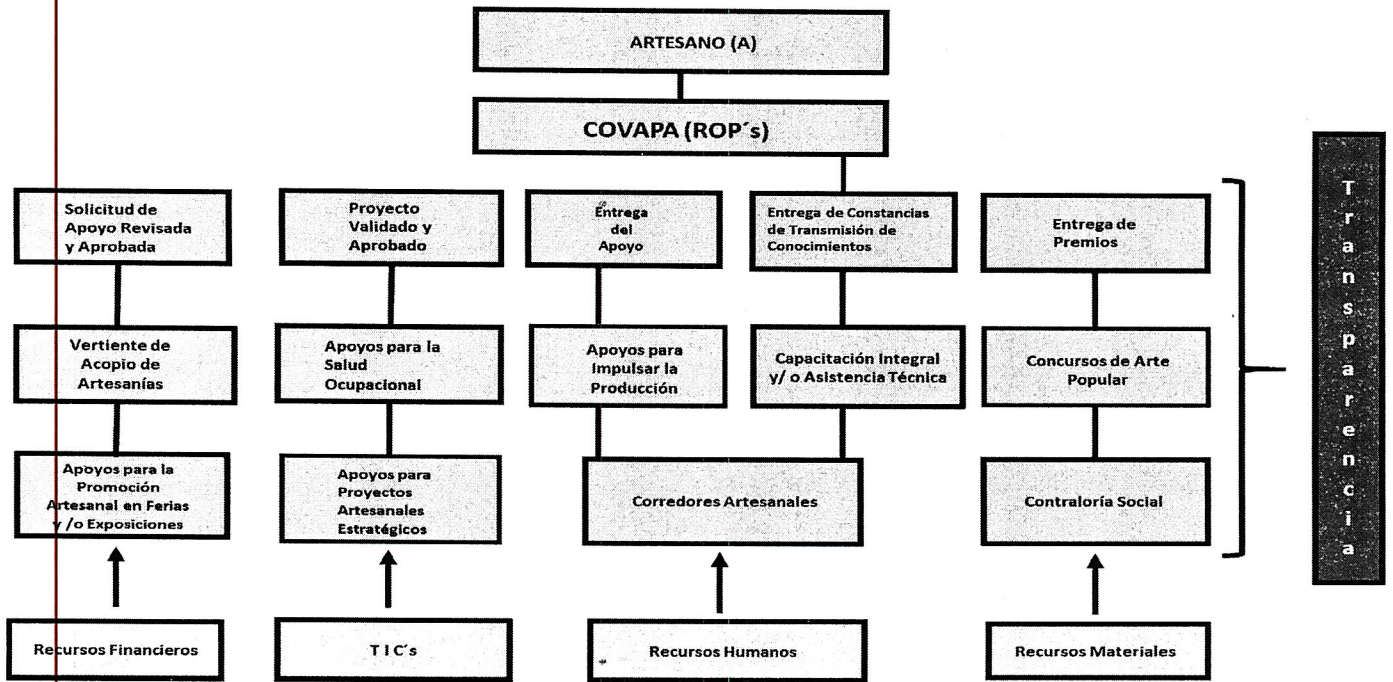 ARTESANO (A)
COVAPA (ROP´s)
Solicitud de
Apoyo Revisada
y Aprobada
Proyecto
Validado y
Aprobado
Entrega
del
Apoyo
Entrega de Constancias
de Transmisión de
Conocimientos
Entrega de
Premios
Vertiente de
Acopio de
Artesanías
Apoyos para la
Salud
Ocupacional
Apoyos para
Impulsar la
Producción
Capacitación Integral
y/ o Asistencia Técnica
Concursos de Arte
Popular
Apoyos para la
Promoción
Artesanal en Ferias
y /o Exposiciones
Apoyos para
Proyectos
Artesanales
Estratégicos
Corredores Artesanales
Contraloría Social
Recursos Financieros
T I C´s
Recursos Humanos
Recursos Materiales
Transparencia